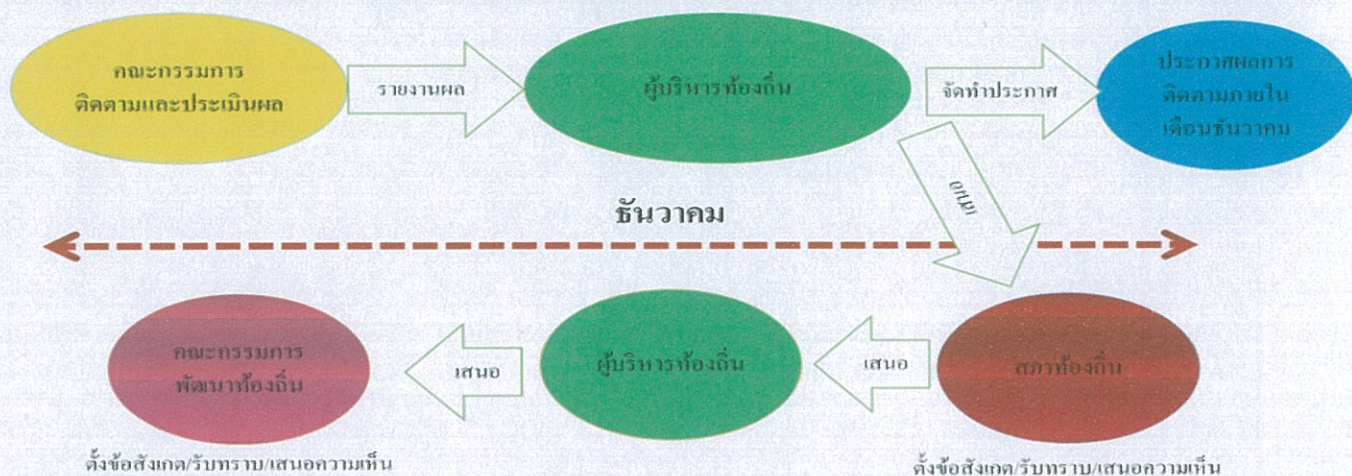 คณะกรรมการ
ติดตามและประเมินผล
รายงานผล
ผู้บริหารท้องถิ่น
จัดทำประกาศ
ประกาศผลการ
ติดตามภายใน
เดือนธันวาคม
เสนอ
ธันวาคม
คณะกรรมการ
พัฒนาท้องถิ่น
เสนอ
ผู้บริหารท้องถิ่น
เสนอ
สภาท้องถิ่น
ตั้งข้อสังเกต/รับทราบ/เสนอความเห็น
ตั้งข้อสังเกต/รับทราบ/เสนอความเห็น